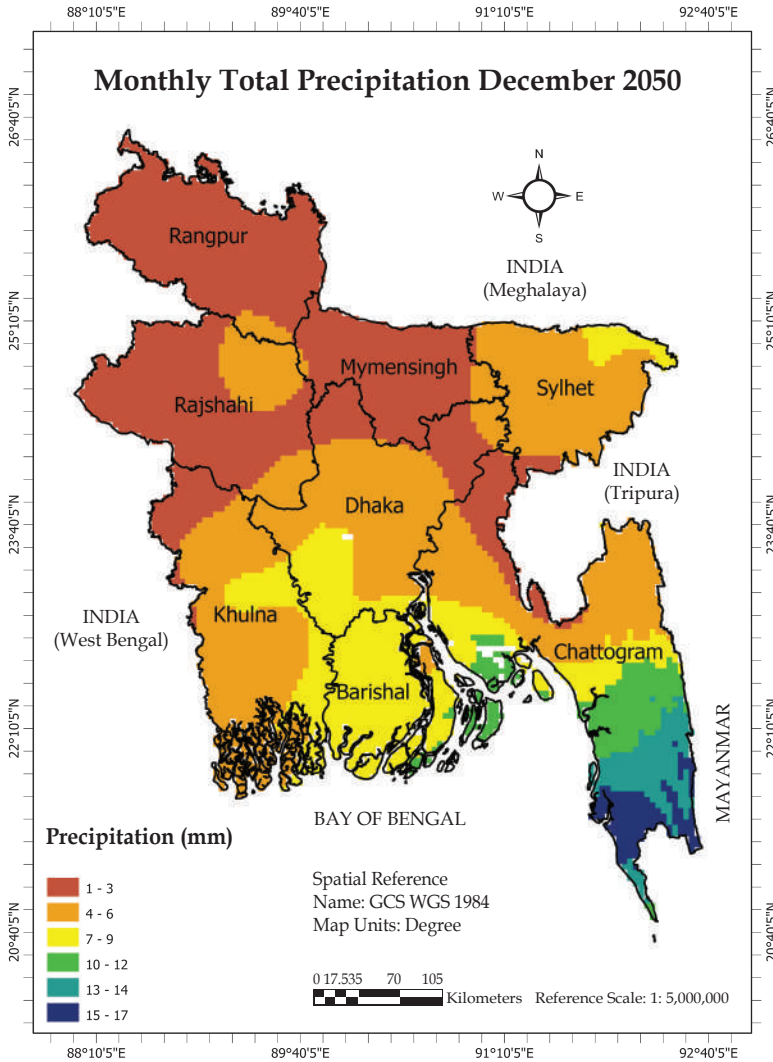 88°10'5"E 89°40'5"E 91°10'5"E 92°40'5"E
Monthly Total Precipitation December 2050
26°40'5"N 26°40'5"N
N
W E
S
Rangpur
INDIA
(Meghalaya)
25°10'5"N 25°10'5"N
Mymensingh
Rajshahi
Sylhet
INDIA
(Tripura)
Dhaka
23°40'5"N 23°40'5"N
INDIA
(West Bengal)
Khulna
Chattogram
Barishal
22°10'5"N 22°10'5"N
MAYANMAR
BAY OF BENGAL
Precipitation (mm)
1 - 3
4 - 6
7 - 9
10 - 12
13 - 14
15 - 17
Spatial Reference
Name: GCS WGS 1984
Map Units: Degree
20°40'5"N 20°40'5"N
0 17.535 70 105
Kilometers Reference Scale: 1: 5,000,000
88°10'5"E 89°40'5"E 91°10'5"E 92°40'5"E